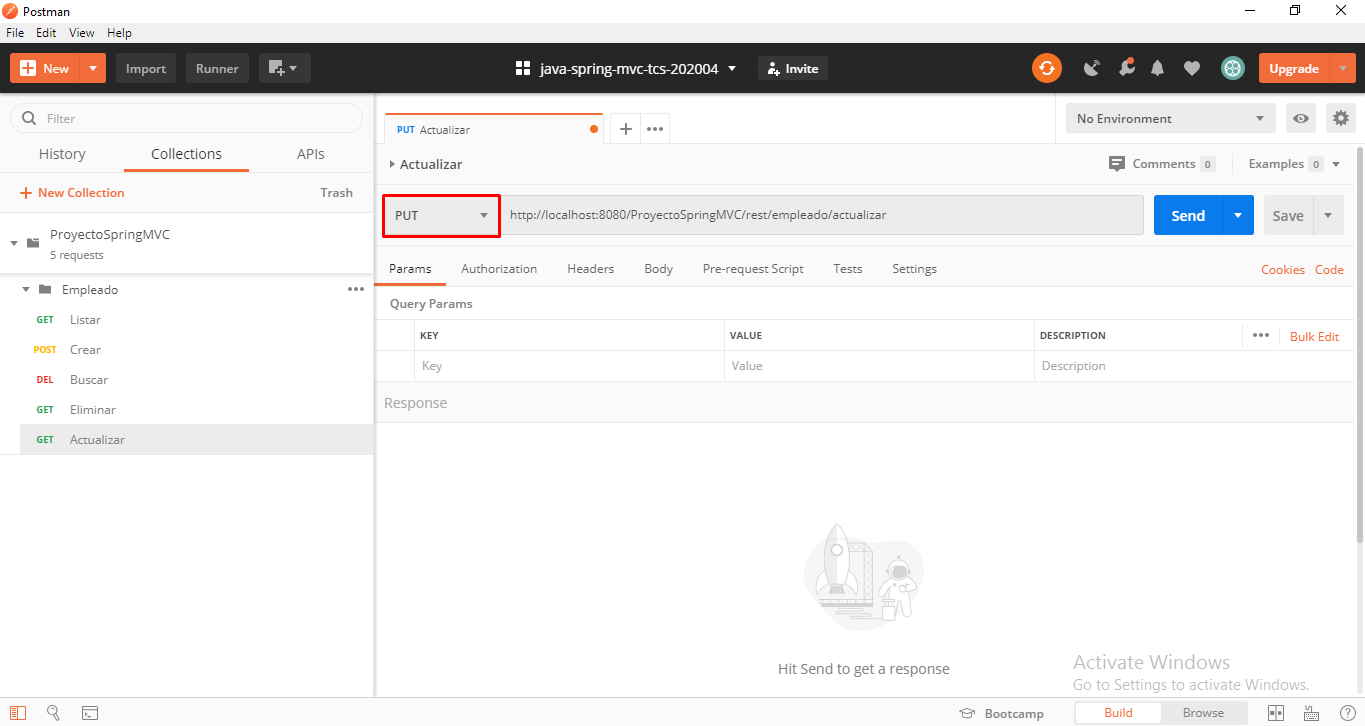 Postman
File Edit View Help
New Import Runner java-spring-mvc-tcs-202004 Invite Upgrade
Filter
History Collections APIs
New Collection Trash
ProyectoSpringMVC
5 requests
Empleado
GET Listar
POST Crear
DEL Buscar
GET Eliminar
GET Actualizar
PUT Actualizar
No Environment
Actualizar Comments 0 Examples 0
PUT http://localhost:8080/ProyectoSpringMVC/rest/empleado/actualizar Send Save
Params Authorization Headers Body Pre-request Script Tests Settings Cookies Code
Query Params
KEY VALUE DESCRIPTION Bulk Edit
Key Value Description
Response
Hit Send to get a response
Activate Windows
Go to Settings to activate Windows.
Bootcamp Build Browse